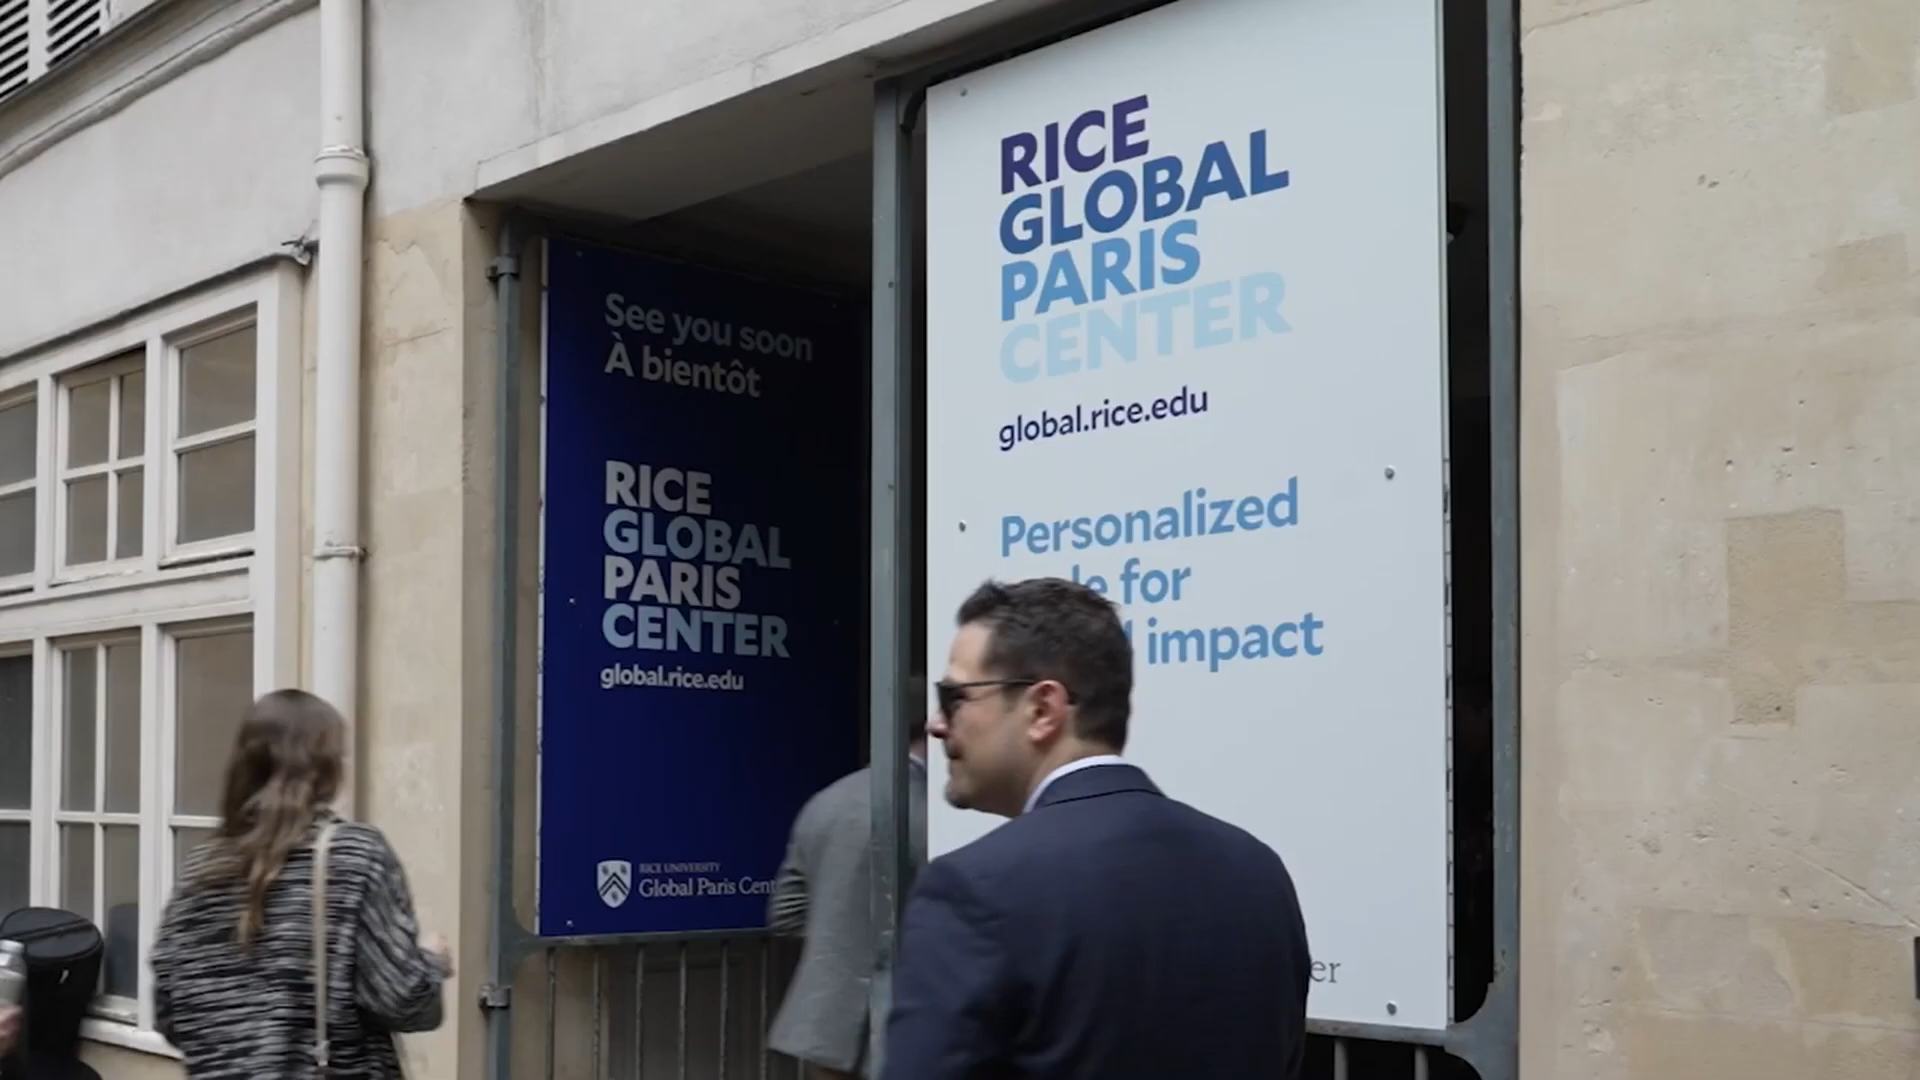 See you soon
À bientôt
RICE
GLOBAL
PARIS
CENTER
global.rice.edu
RICE UNIVERSITY
Global Paris
RICE
GLOBAL
PARIS
CENTER
global.rice.edu
Personalized
for
impact